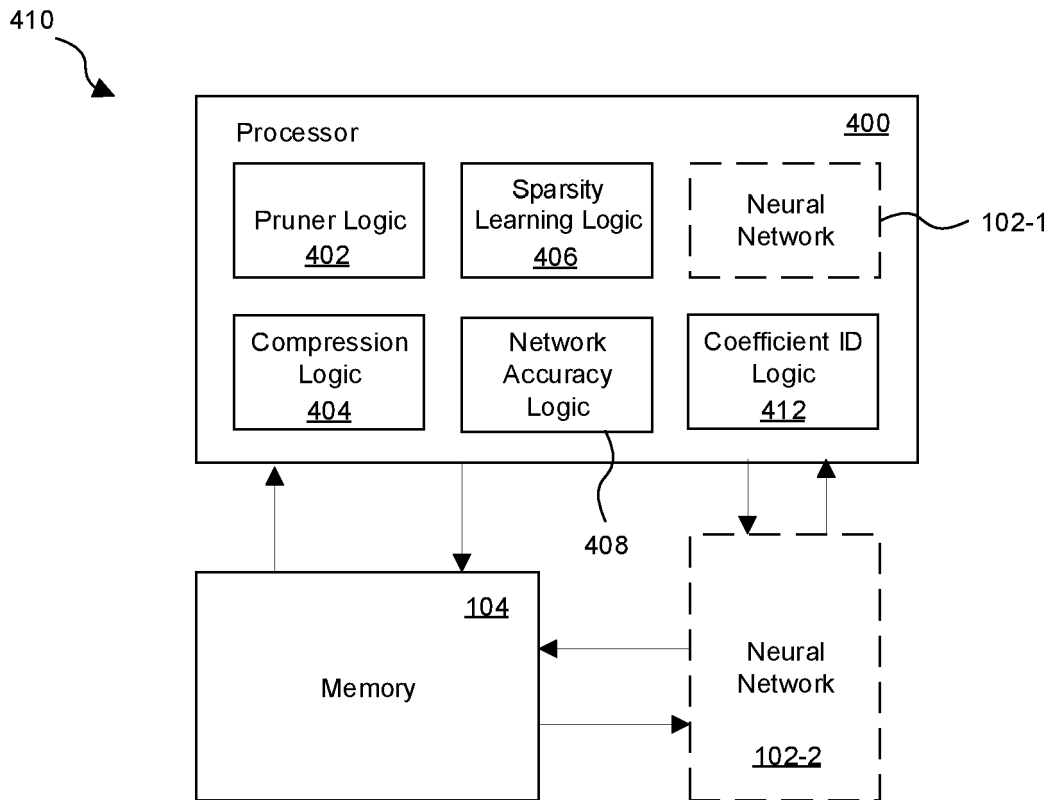 410
Processor
400
Pruner Logic
402
Sparsity
Learning Logic
406
Neural
Network
102-1
Compression
Logic
404
Network
Accuracy
Logic
408
Coefficient ID
Logic
412
104
Memory
Neural
Network
102-2